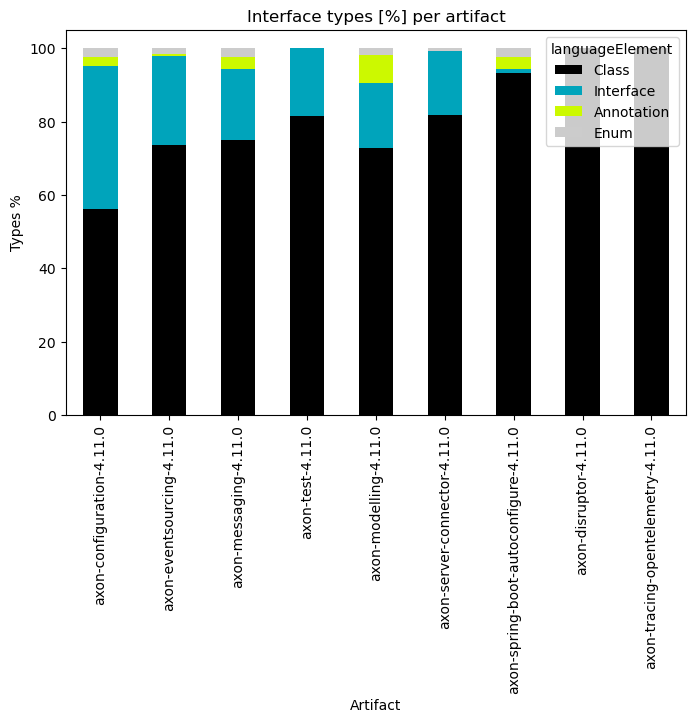 Interface types [%] per artifact
languageElement
Class
Interface
Annotation
Enum
Types %
100
80
60
40
20
0
axon-configuration-4.11.0
axon-eventsourcing-4.11.0
axon-messaging-4.11.0
axon-test-4.11.0
axon-modelling-4.11.0
axon-server-connector-4.11.0
axon-spring-boot-autoconfigure-4.11.0
axon-disruptor-4.11.0
axon-tracing-opentelemetry-4.11.0
Artifact